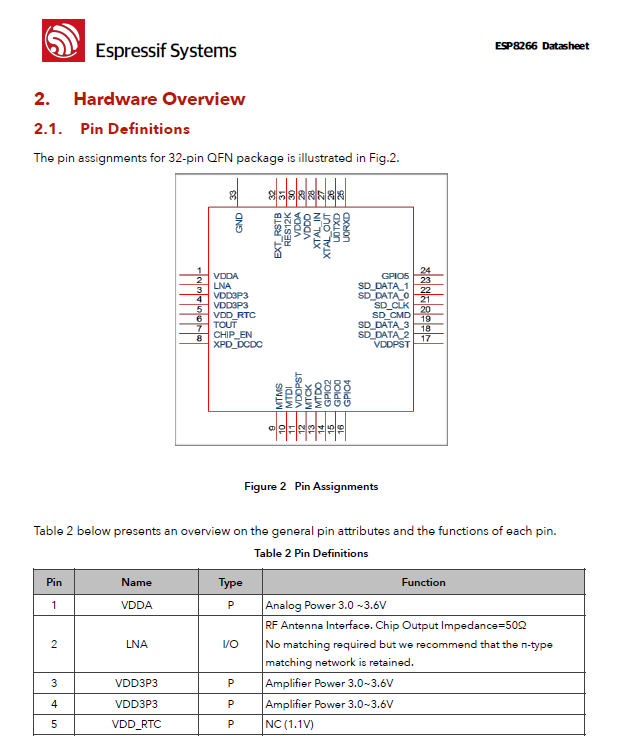 Espressif Systems
ESP8266 Datasheet
2. Hardware Overview
2.1. Pin Definitions
The pin assignments for 32-pin QFN package is illustrated in Fig.2.
33
32
31
30
29
28
27
26
25
GND
EXT_RSTB
RES12K
VDDA
VDDD
XTAL_IN
XTAL_OUT
U0TXD
U0RXD
1 VDDA
2 LNA
3 VDD3P3
4 VDD3P3
5 VDD_RTC
6 TOUT
7 CHIP_EN
8 XPD_DCDC
GPIO5 24
SD_DATA_1 23
SD_DATA_0 22
SD_CLK 21
SD_CMD 20
SD_DATA_3 19
SD_DATA_2 18
VDDPST 17
MTMS
MTDI
VDDPST
MTCK
MTDO
GPIO2
GPIO0
GPIO4
9
10
11
12
13
14
15
16
Figure 2 Pin Assignments
Table 2 below presents an overview on the general pin attributes and the functions of each pin.
Table 2 Pin Definitions
Pin Name Type Function
1 VDDA P Analog Power 3.0 ~3.6V
2 LNA I/O RF Antenna Interface. Chip Output Impedance=50Ω
No matching required but we recommend that the π-type
matching network is retained.
3 VDD3P3 P Amplifier Power 3.0~3.6V
4 VDD3P3 P Amplifier Power 3.0~3.6V
5 VDD_RTC P NC (1.1V)